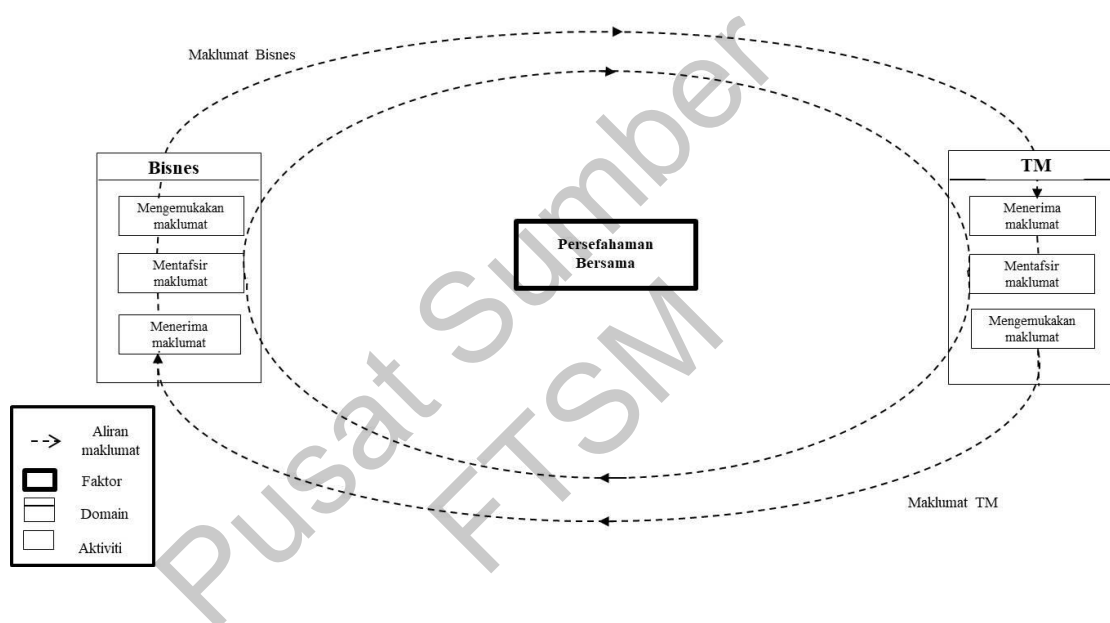 Maklumat Bisnes
Bisnes
Mengemukakan
maklumat
Mentafsir
maklumat
Menerima
maklumat
Persefahaman
Bersama
TM
Menerima
maklumat
Mentafsir
maklumat
Mengemukakan
maklumat
Aliran
maklumat
Faktor
Domain
Aktiviti
Maklumat TM
Pusat Sumber
FTSM